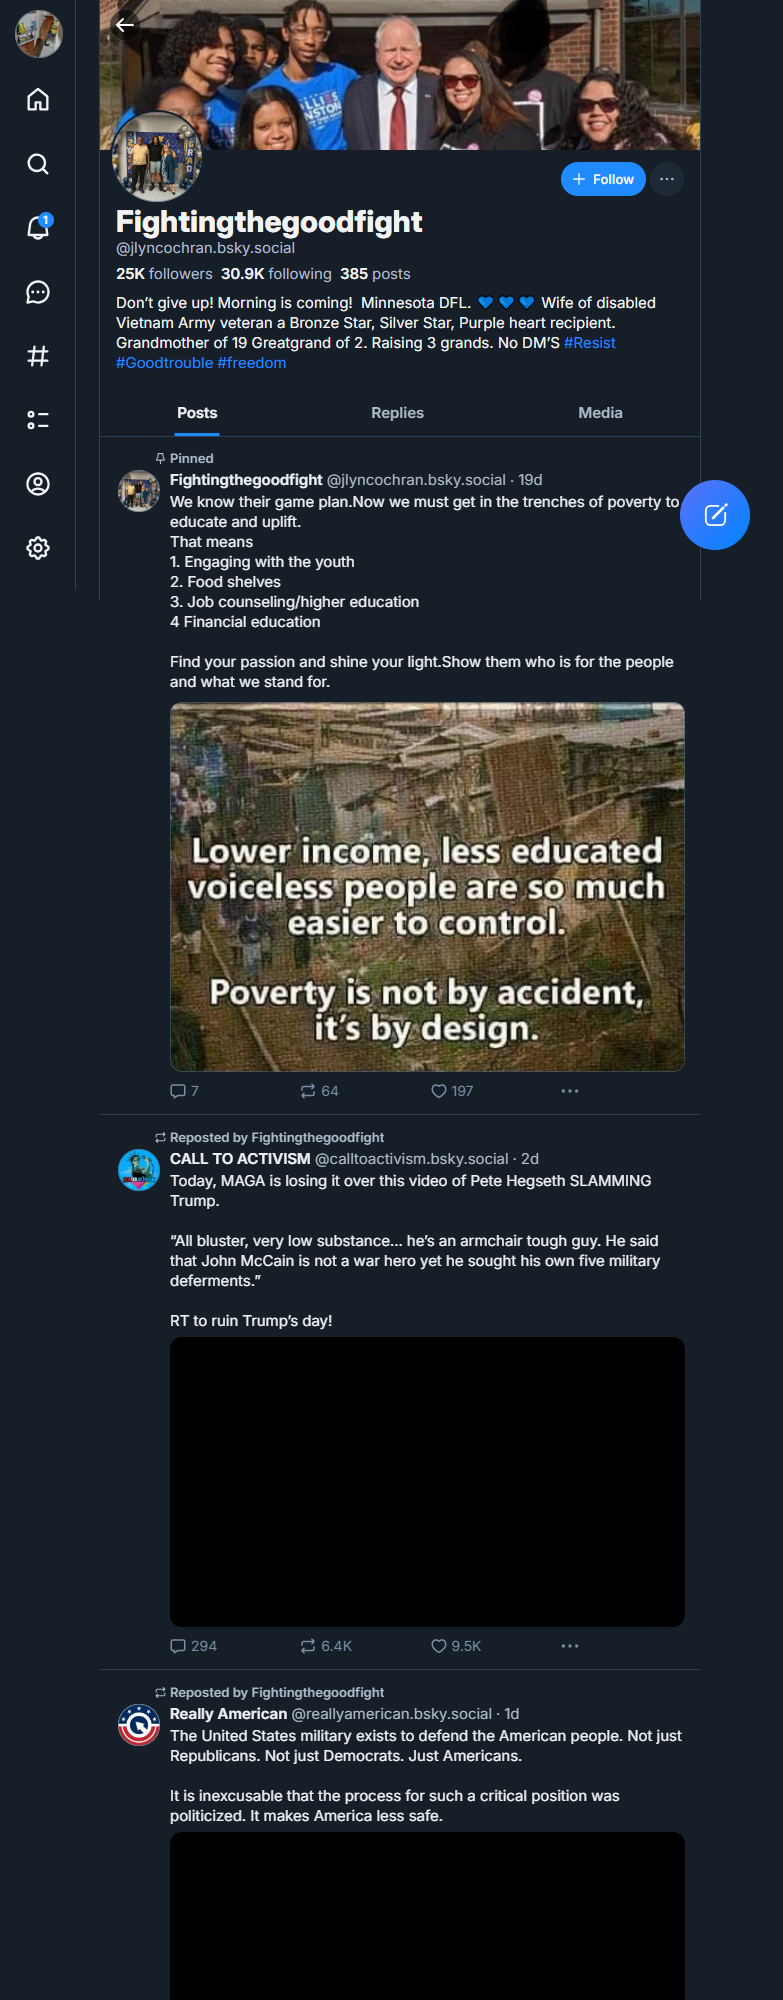 LLIES
NSTON
GRAD
+ Follow
Fightingthegoodfight
@jlyncochran.bsky.social
25K followers 30.9K following 385 posts
Don’t give up! Morning is coming! Minnesota DFL. 💙 💙 💙 Wife of disabled
Vietnam Army veteran a Bronze Star, Silver Star, Purple heart recipient.
Grandmother of 19 Greatgrand of 2. Raising 3 grands. No DM’S #Resist
#Goodtrouble #freedom
Posts Replies Media
1
Pinned
Fightingthegoodfight @jlyncochran.bsky.social · 19d
We know their game plan.Now we must get in the trenches of poverty to
educate and uplift.
That means
1. Engaging with the youth
2. Food shelves
3. Job counseling/higher education
4 Financial education
Find your passion and shine your light.Show them who is for the people
and what we stand for.
Lower income, less educated
voiceless people are so much
easier to control.
Poverty is not by accident,
it’s by design.
7 64 197
Reposted by Fightingthegoodfight
CALL TO ACTIVISM @calltoactivism.bsky.social · 2d
Today, MAGA is losing it over this video of Pete Hegseth SLAMMING
Trump.
“All bluster, very low substance... he’s an armchair tough guy. He said
that John McCain is not a war hero yet he sought his own five military
deferments.”
RT to ruin Trump’s day!
294 6.4K 9.5K
Reposted by Fightingthegoodfight
Really American @reallyamerican.bsky.social · 1d
The United States military exists to defend the American people. Not just
Republicans. Not just Democrats. Just Americans.
It is inexcusable that the process for such a critical position was
politicized. It makes America less safe.